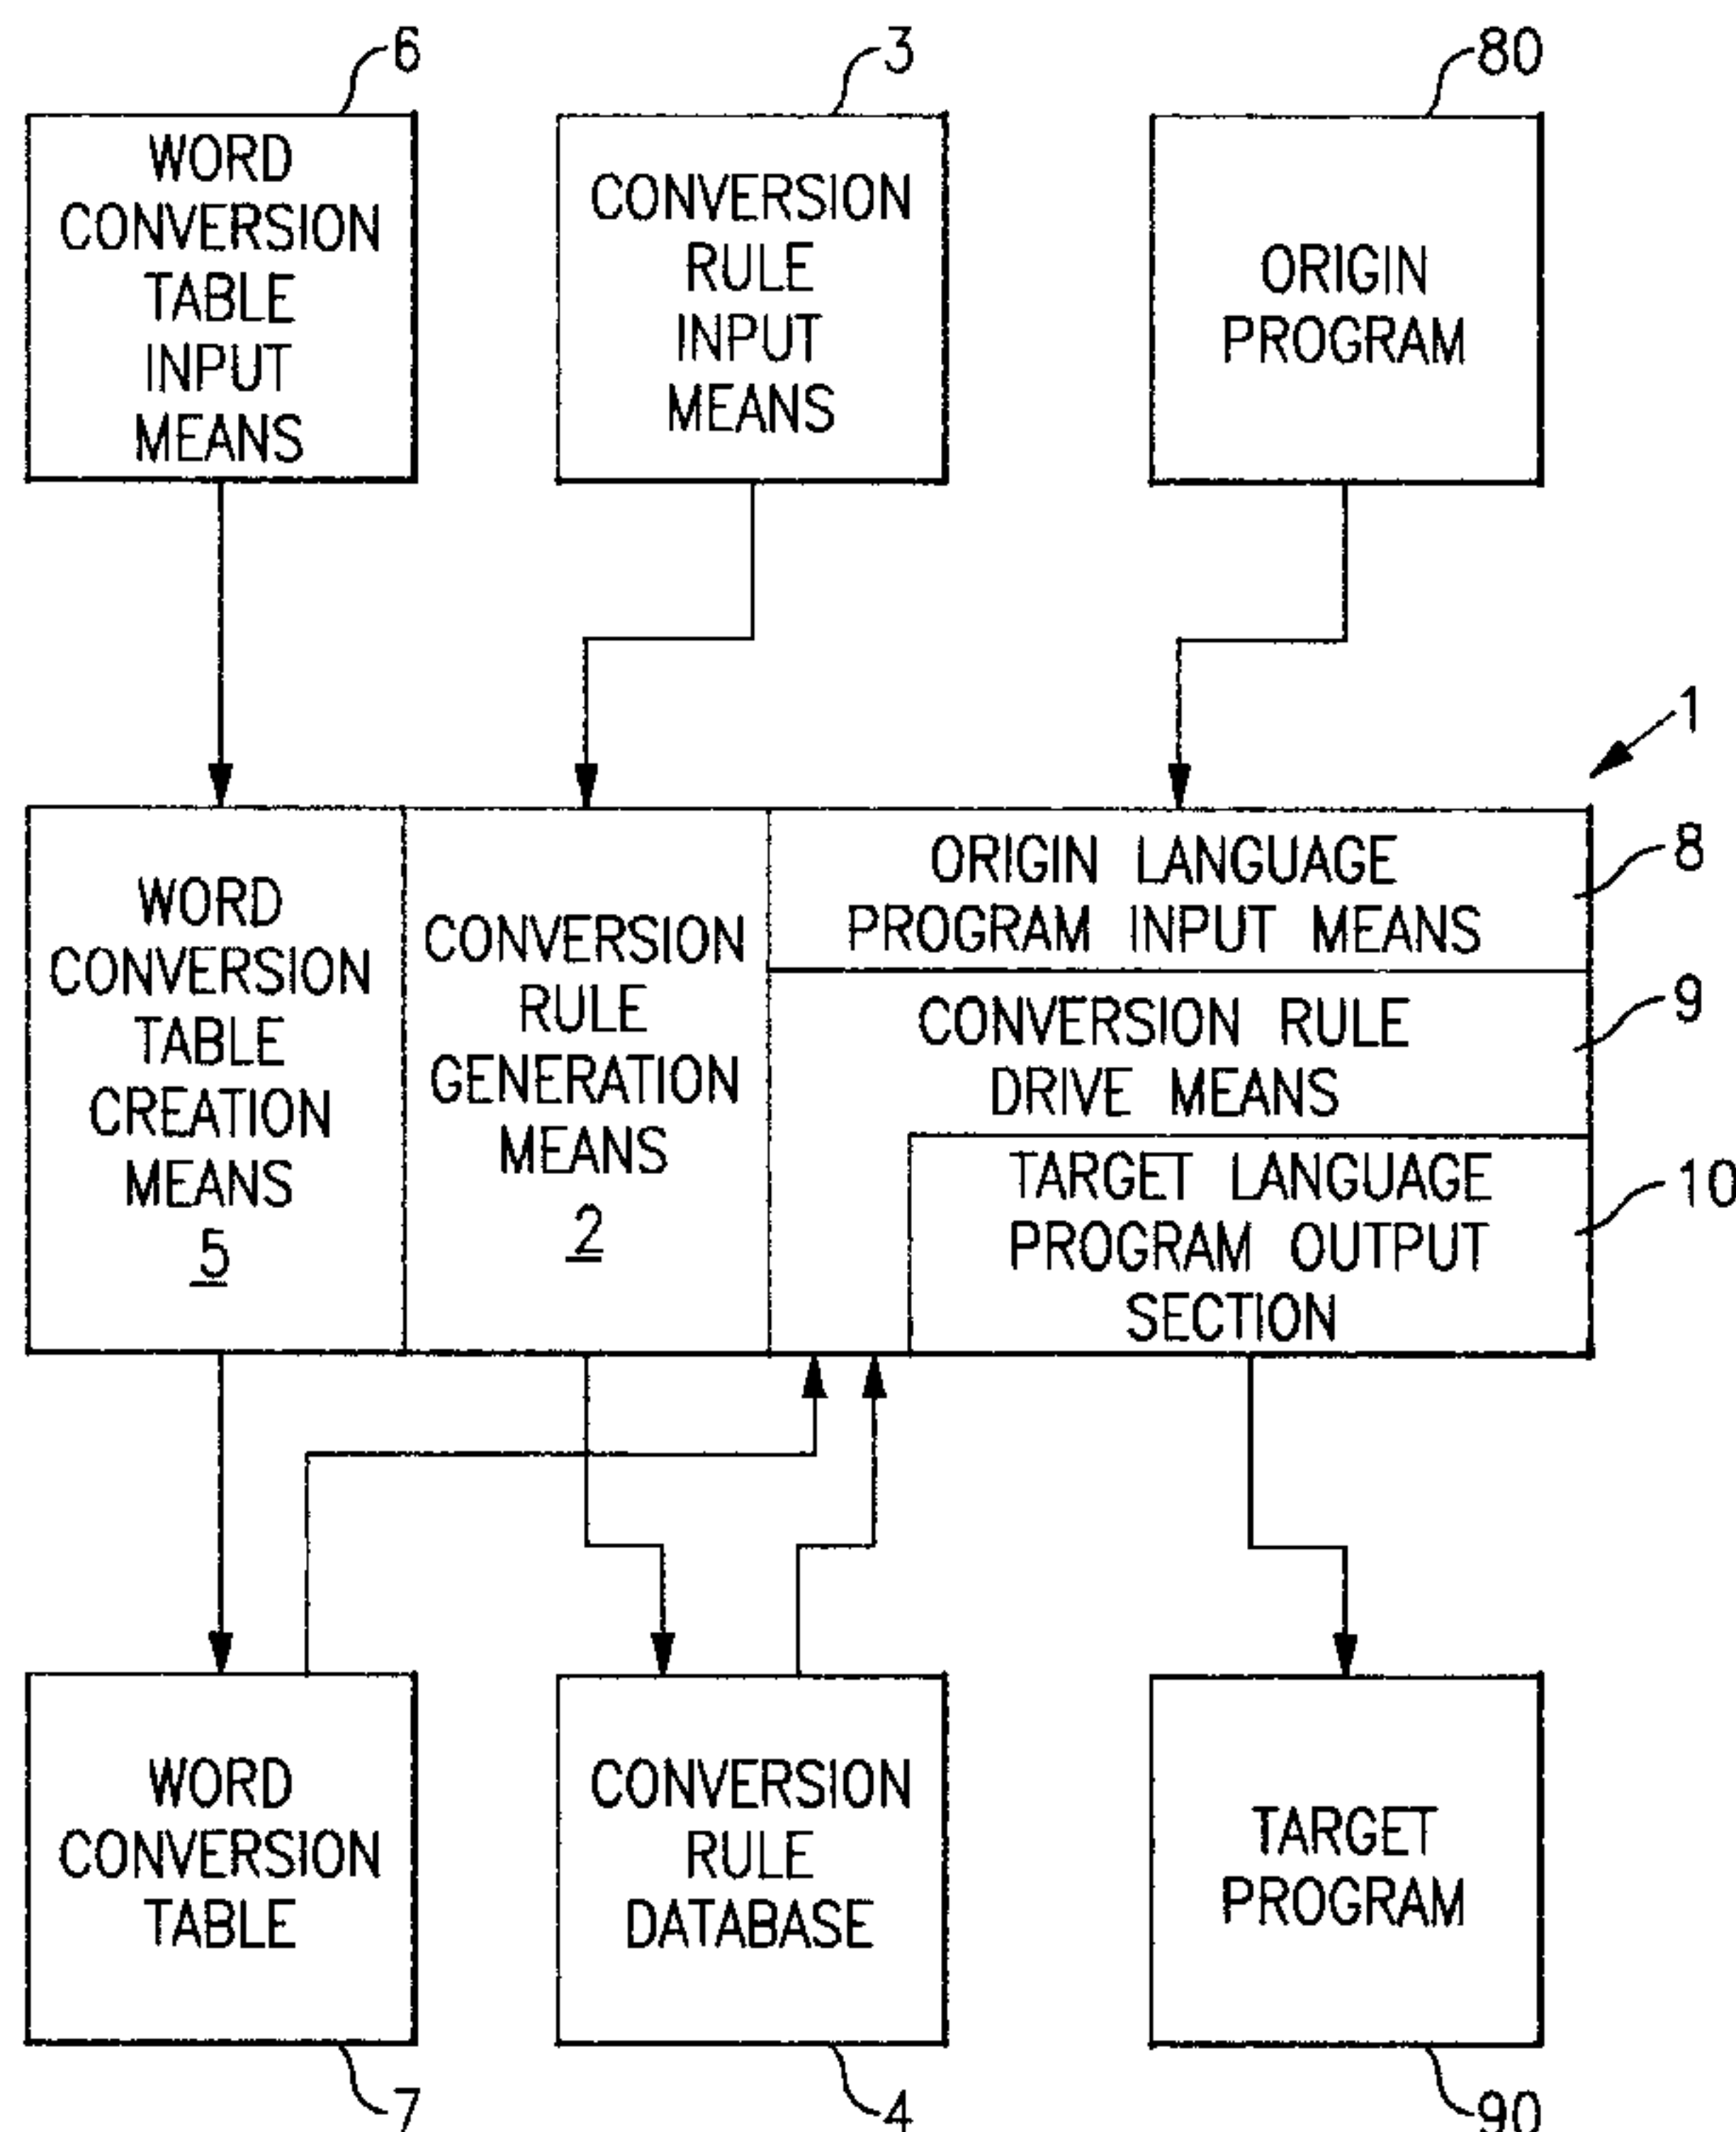 6
WORD
CONVERSION
TABLE
INPUT
MEANS
3
CONVERSION
RULE
INPUT
MEANS
80
ORIGIN
PROGRAM
1
WORD
CONVERSION
TABLE
CREATION
MEANS
5
CONVERSION
RULE
GENERATION
MEANS
2
ORIGIN LANGUAGE
PROGRAM INPUT MEANS
8
CONVERSION RULE
DRIVE MEANS
9
TARGET LANGUAGE
PROGRAM OUTPUT
SECTION
10
WORD
CONVERSION
TABLE
7
CONVERSION
RULE
DATABASE
4
TARGET
PROGRAM
90